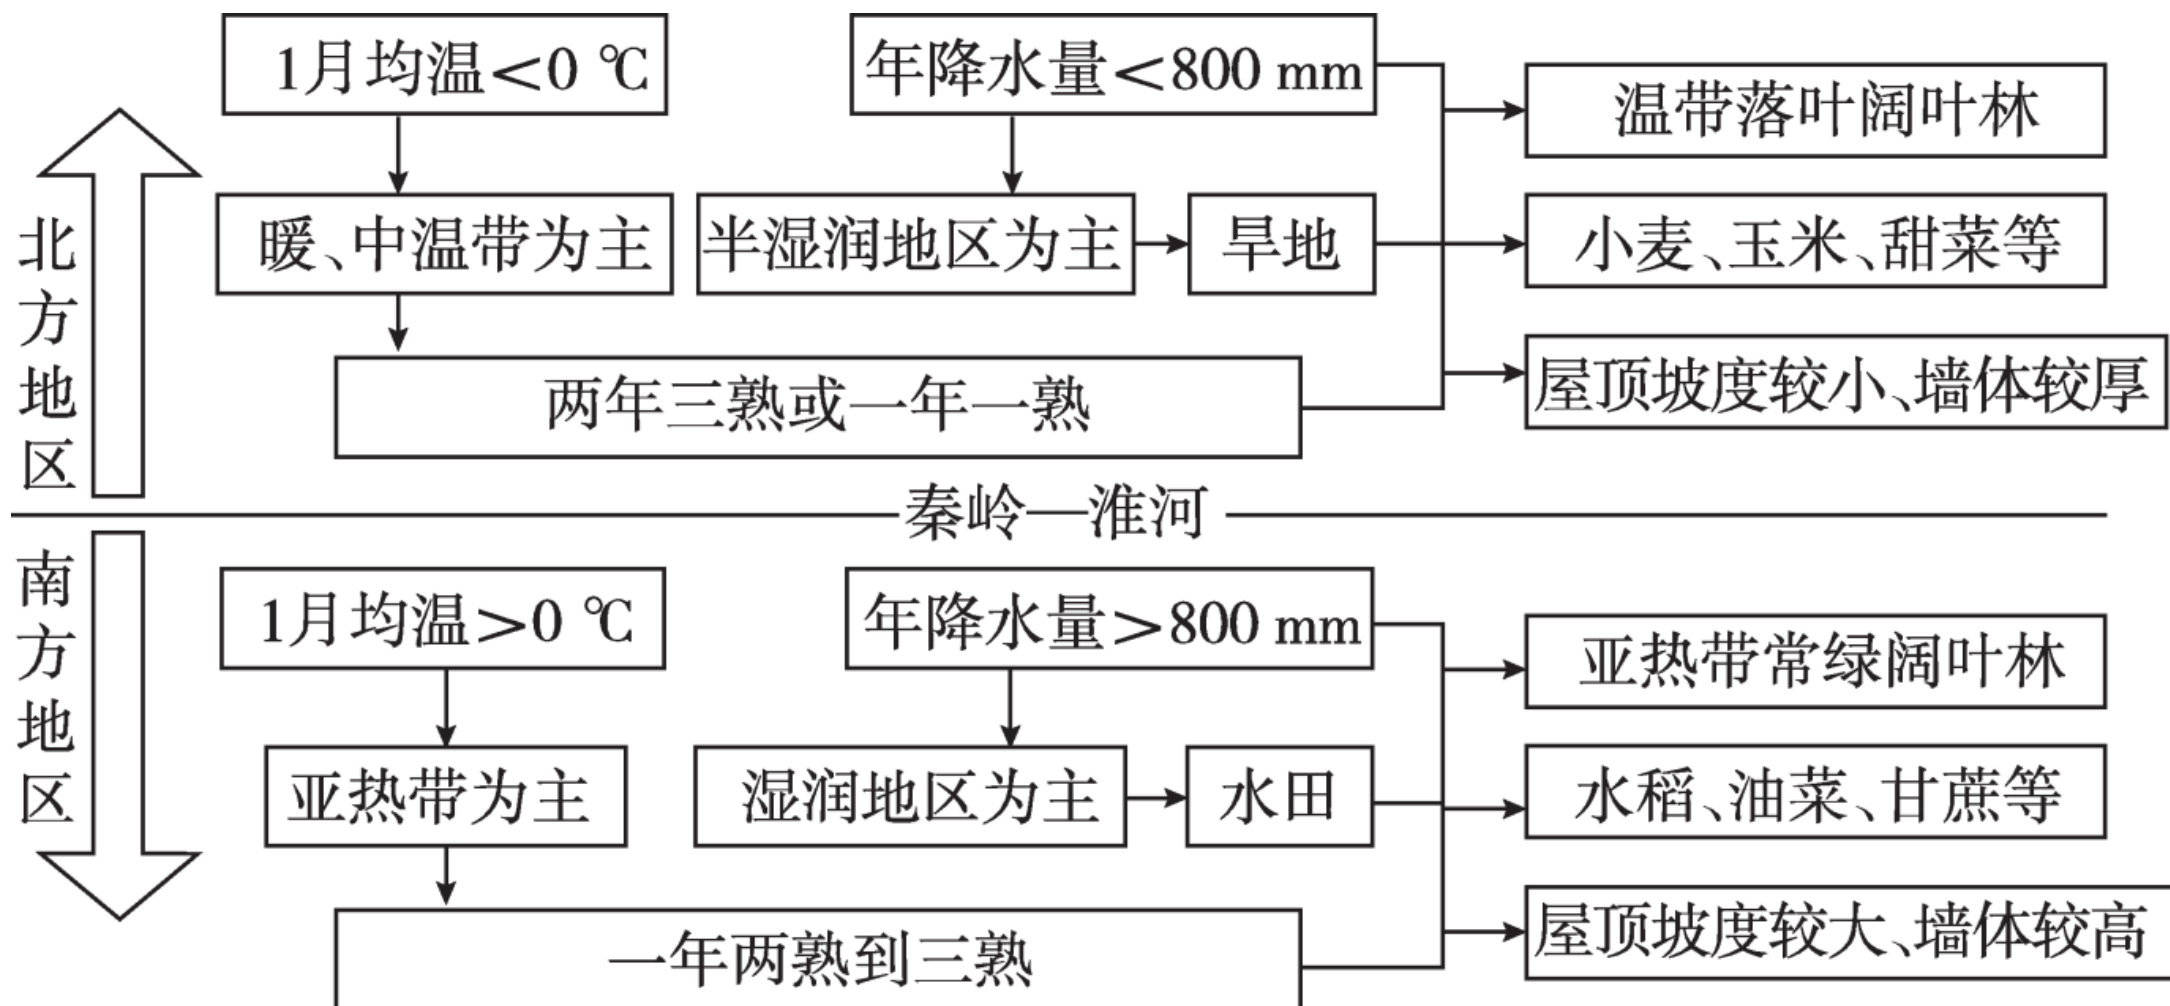 1月均温<0 ℃
年降水量<800 mm
温带落叶阔叶林
北方地区
暖、中温带为主
半湿润地区为主
旱地
小麦、玉米、甜菜等
两年三熟或一年一熟
屋顶坡度较小、墙体较厚
秦岭—淮河
南方地区
1月均温>0 ℃
年降水量>800 mm
亚热带常绿阔叶林
亚热带为主
湿润地区为主
水田
水稻、油菜、甘蔗等
一年两熟到三熟
屋顶坡度较大、墙体较高